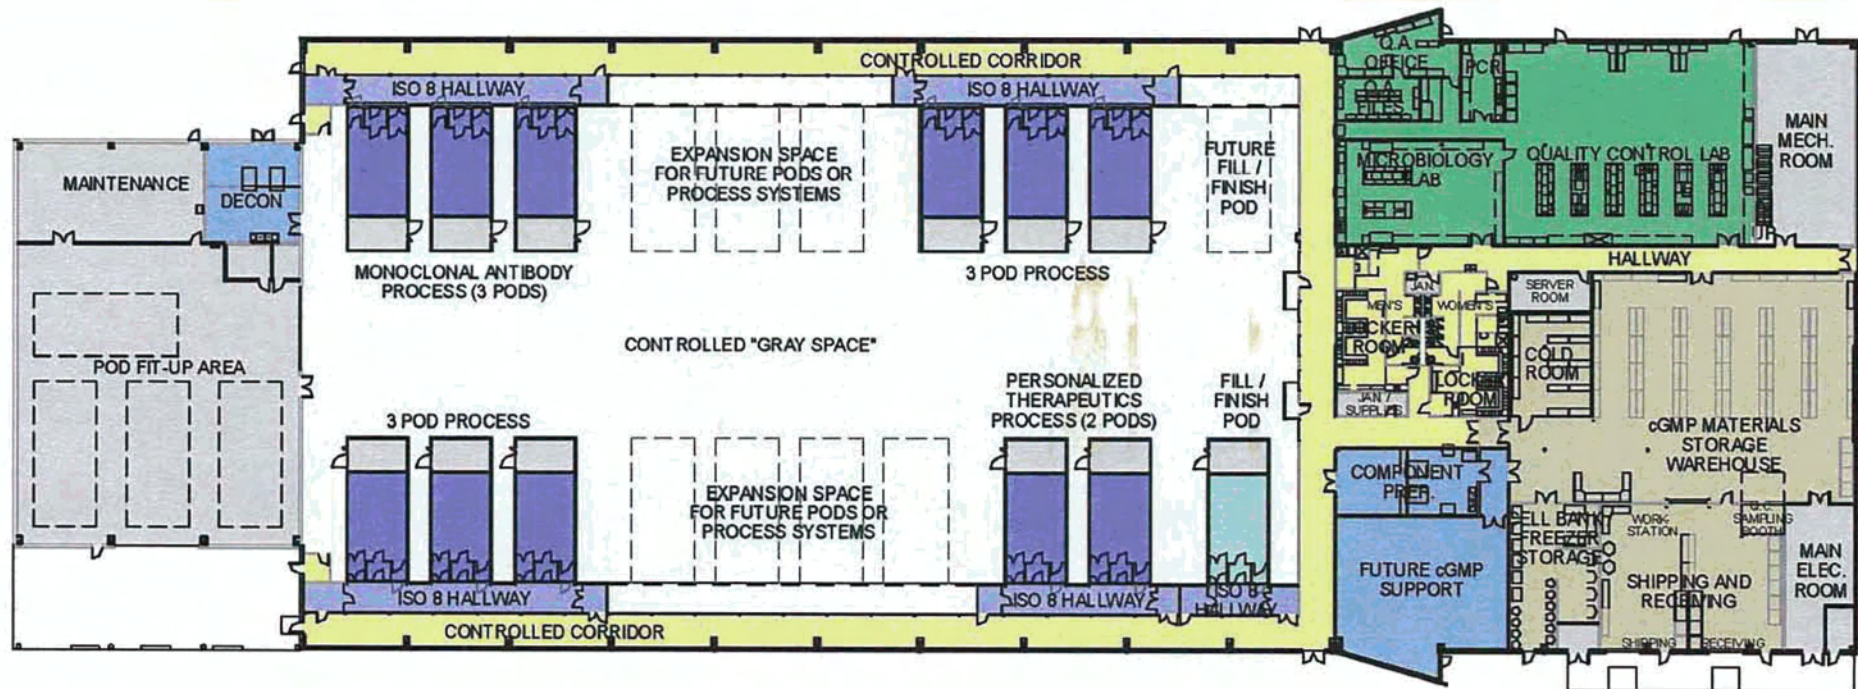 CONTROLLED CORRIDOR
ISO 8 HALLWAY
ISO 8 HALLWAY
Q.A.
OFFICE
PCR
Q.A.
FILES
MAIN
MECH.
ROOM
MAINTENANCE
DECON
EXPANSION SPACE
FOR FUTURE PODS OR
PROCESS SYSTEMS
FUTURE
FILL /
FINISH
POD
MICROBIOLOGY
LAB
QUALITY CONTROL LAB
MONOCLONAL ANTIBODY
PROCESS (3 PODS)
3 POD PROCESS
HALLWAY
JAN.
SERVER
ROOM
MEN'S
LOCKER
ROOM
WOMEN'S
LOCKER
ROOM
CONTROLLED "GRAY SPACE"
COLD
ROOM
POD FIT-UP AREA
3 POD PROCESS
PERSONALIZED
THERAPEUTICS
PROCESS (2 PODS)
FILL /
FINISH
POD
JAN /
SUPPLIES
cGMP MATERIALS
STORAGE
WAREHOUSE
COMPONENT
PREP.
EXPANSION SPACE
FOR FUTURE PODS OR
PROCESS SYSTEMS
CELL BANK
FREEZER
STORAGE
WORK-
STATION
Q.C.
SAMPLING
BOOTH
MAIN
ELEC.
ROOM
FUTURE cGMP
SUPPORT
SHIPPING AND
RECEIVING
ISO 8 HALLWAY
ISO 8 HALLWAY
ISO 8
HALLWAY
CONTROLLED CORRIDOR
SHIPPING
RECEIVING